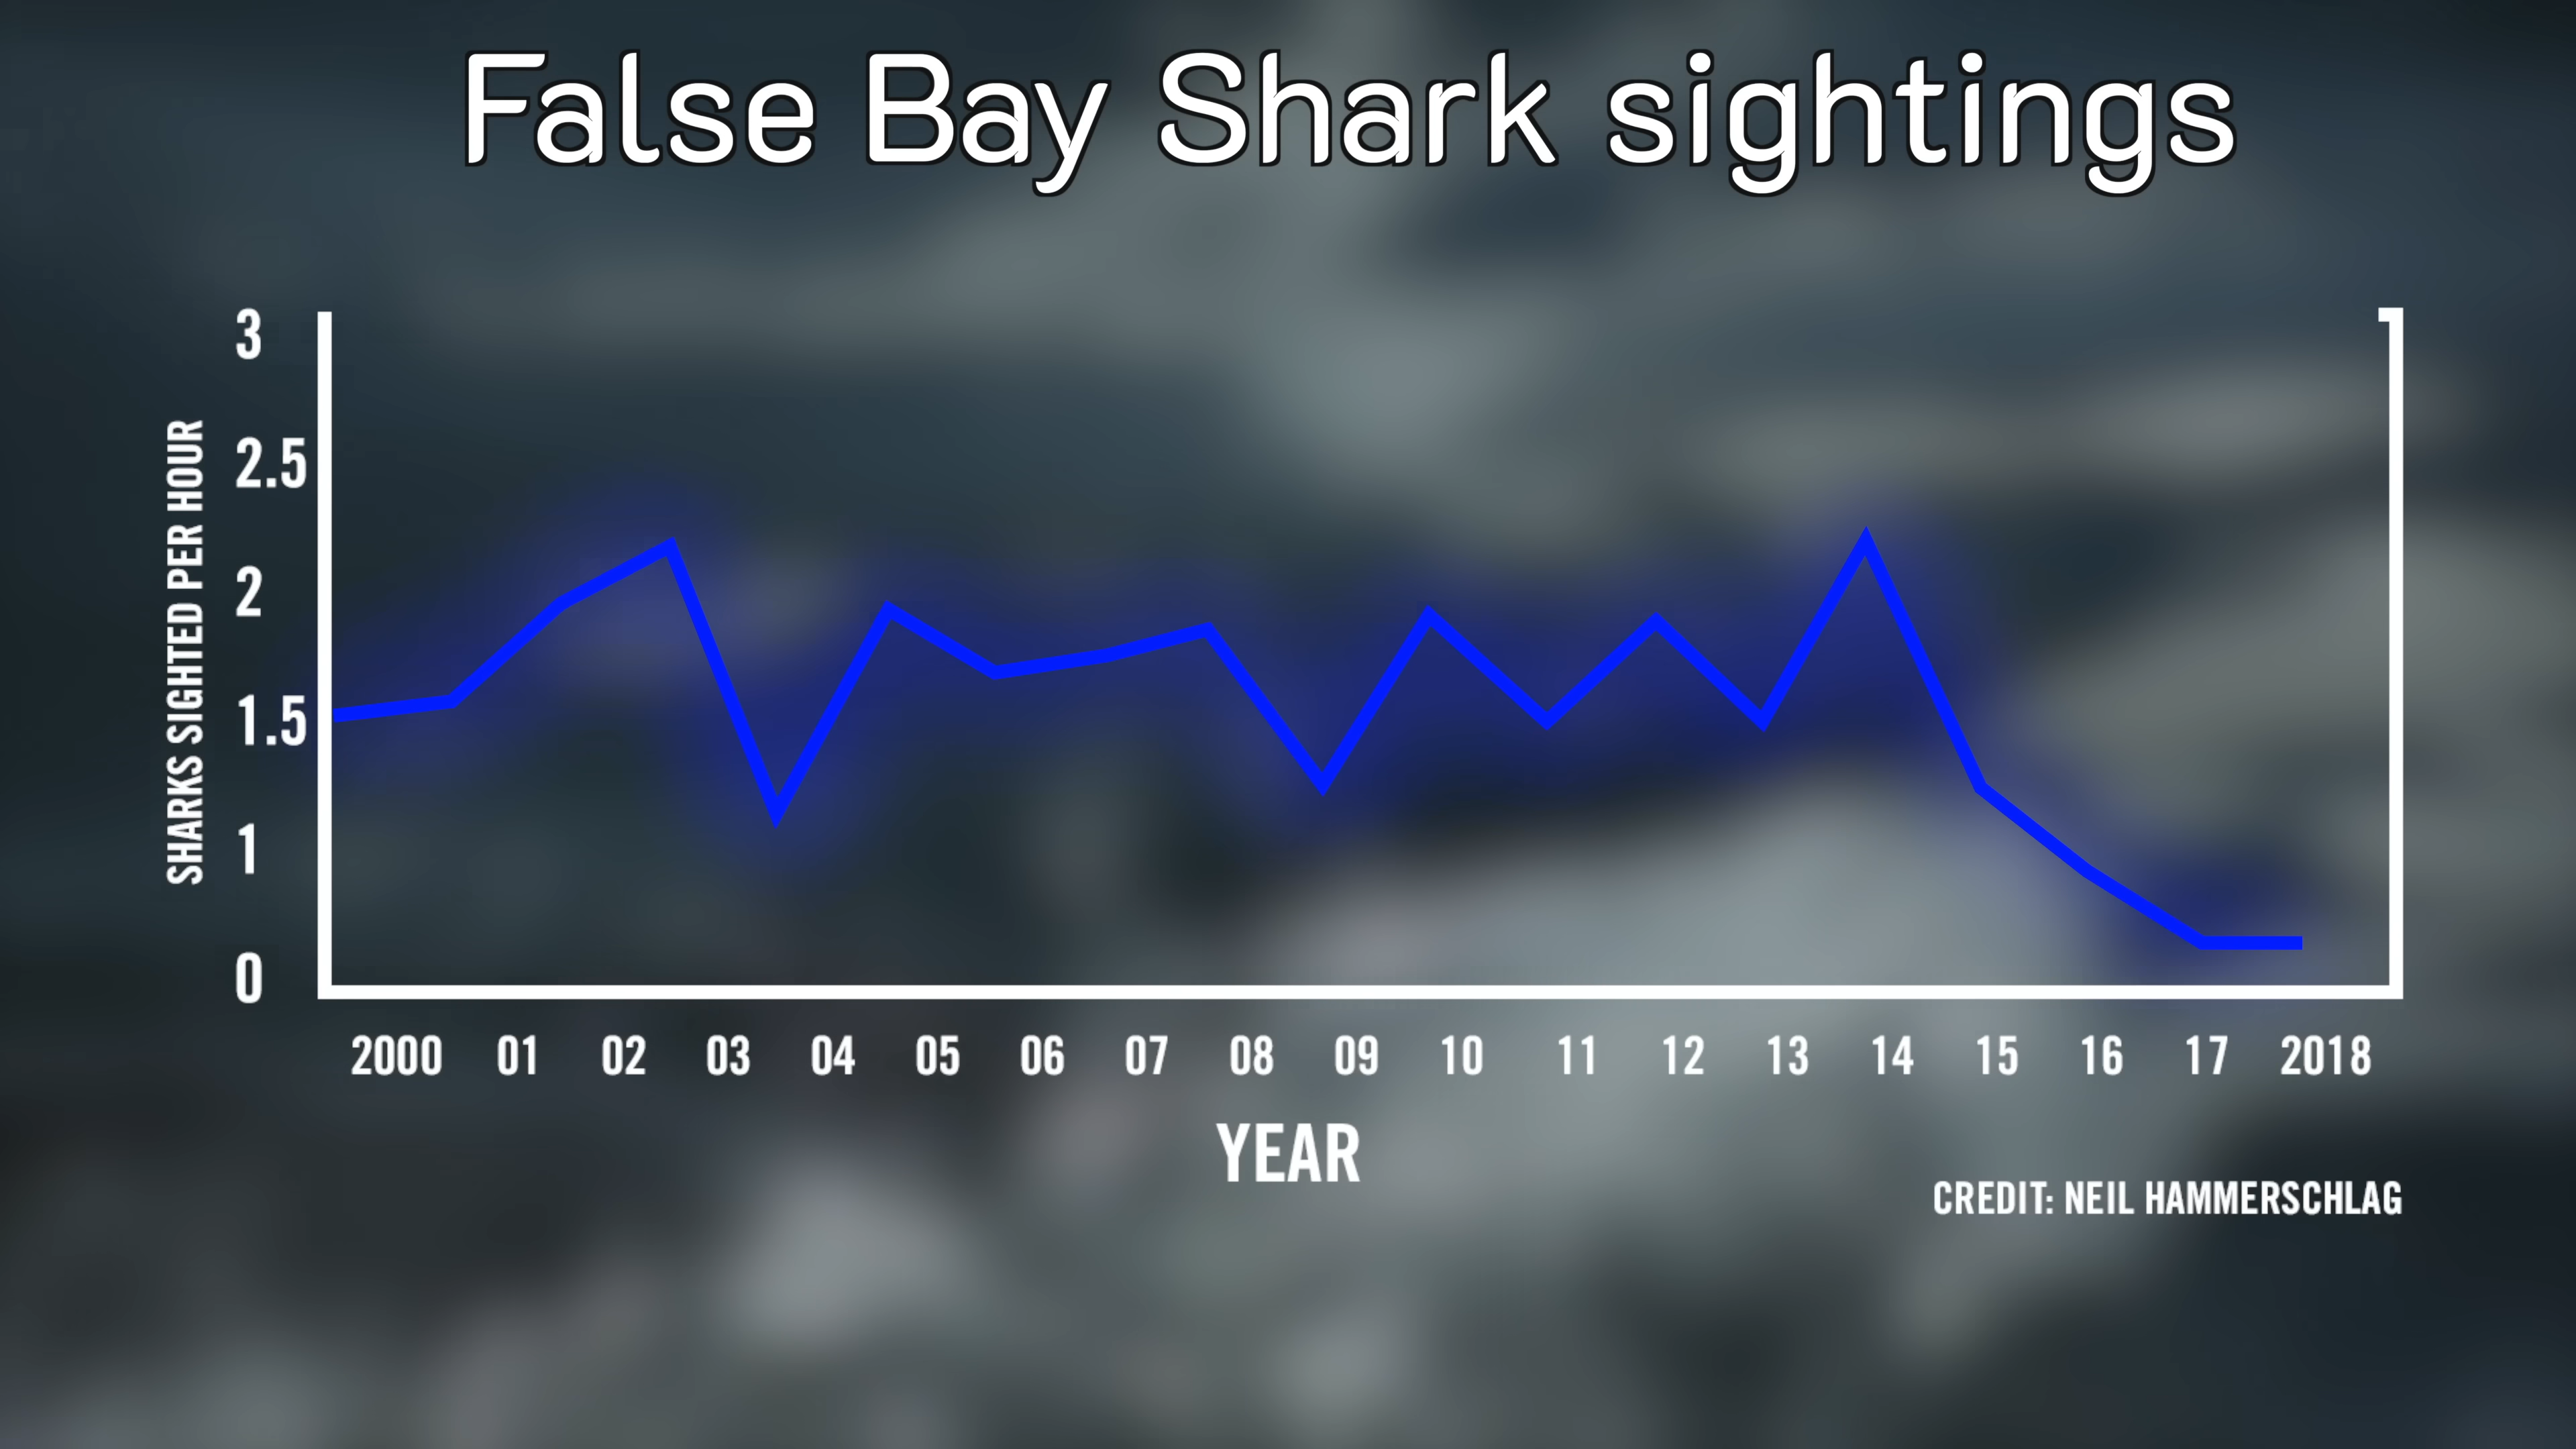 False Bay Shark sightings
SHARKS SIGHTED PER HOUR
3
2.5
2
1.5
1
0
2000 01 02 03 04 05 06 07 08 09 10 11 12 13 14 15 16 17 2018
YEAR
CREDIT: NEIL HAMMERSCHLAG